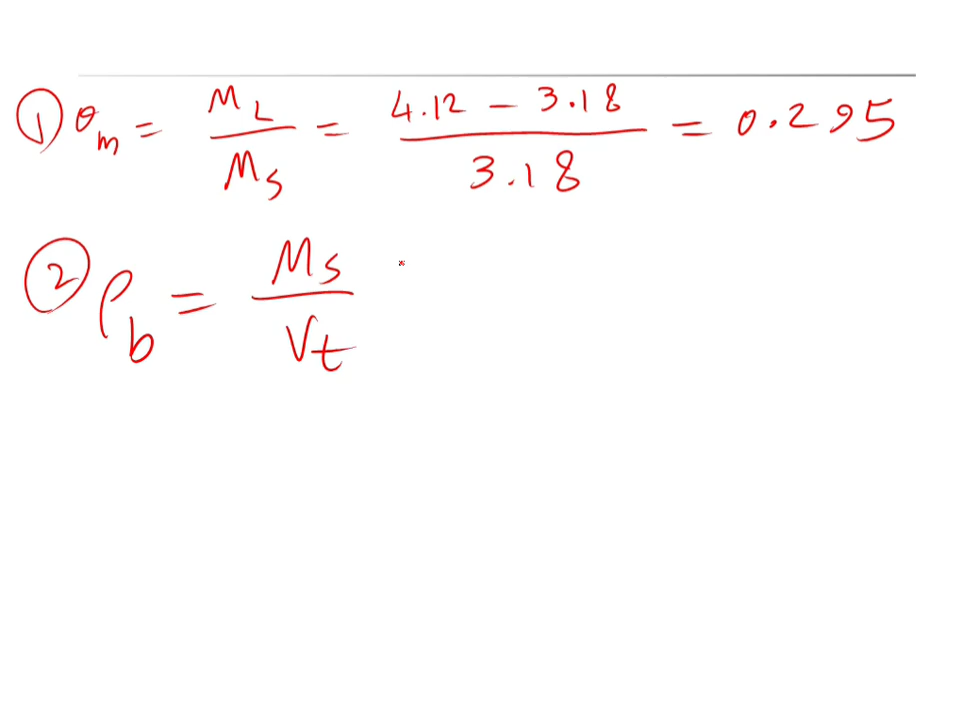 ① θm = ML/MS = (4.12 – 3.18)/3.18 = 0.295
② ρb = MS/Vt